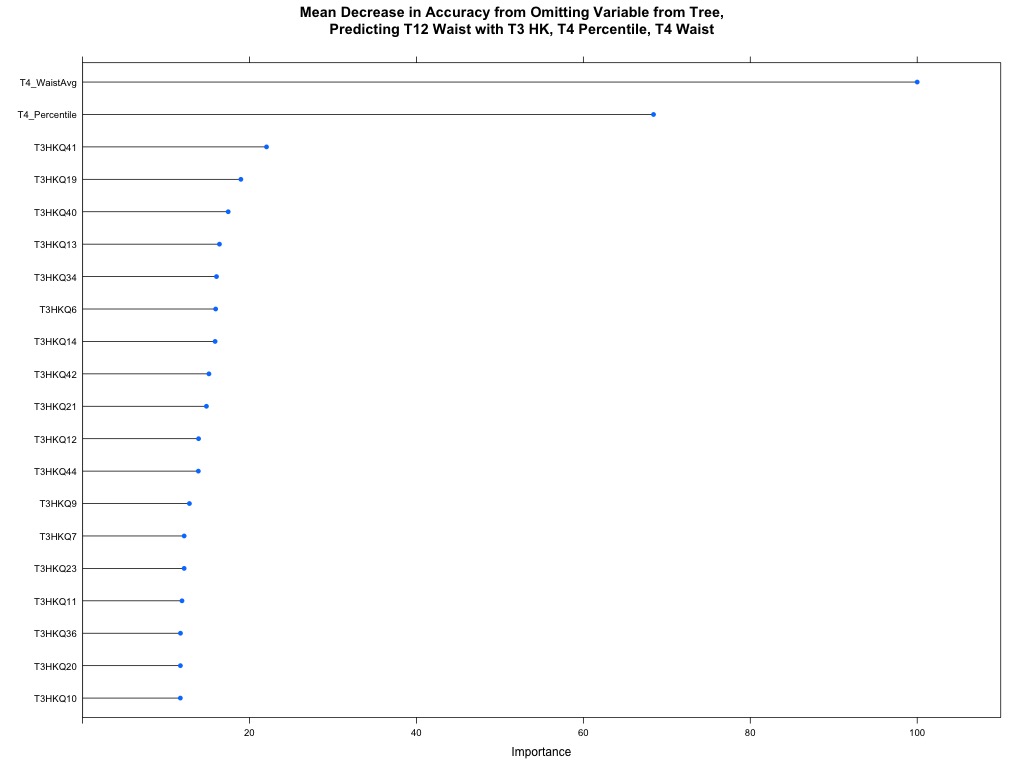 Mean Decrease in Accuracy from Omitting Variable from Tree,
Predicting T12 Waist with T3 HK, T4 Percentile, T4 Waist
T4_WaistAvg
T4_Percentile
T3HKQ41
T3HKQ19
T3HKQ40
T3HKQ13
T3HKQ34
T3HKQ6
T3HKQ14
T3HKQ42
T3HKQ21
T3HKQ12
T3HKQ44
T3HKQ9
T3HKQ7
T3HKQ23
T3HKQ11
T3HKQ36
T3HKQ20
T3HKQ10
20 40 60 80 100
Importance